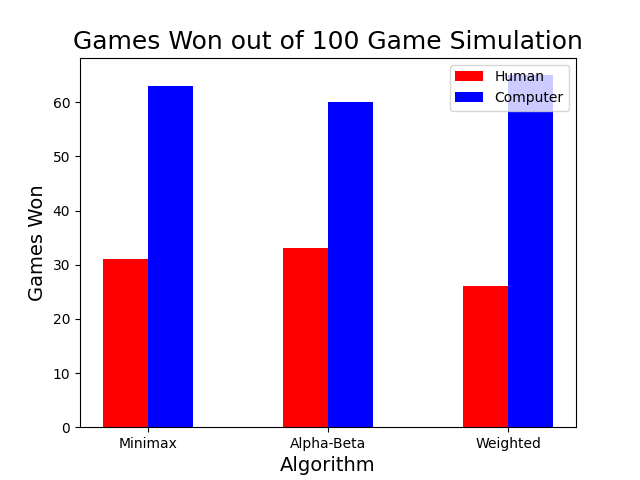 Games Won out of 100 Game Simulation
Human
Computer
Games Won
60
50
40
30
20
10
0
Minimax Alpha-Beta Weighted
Algorithm